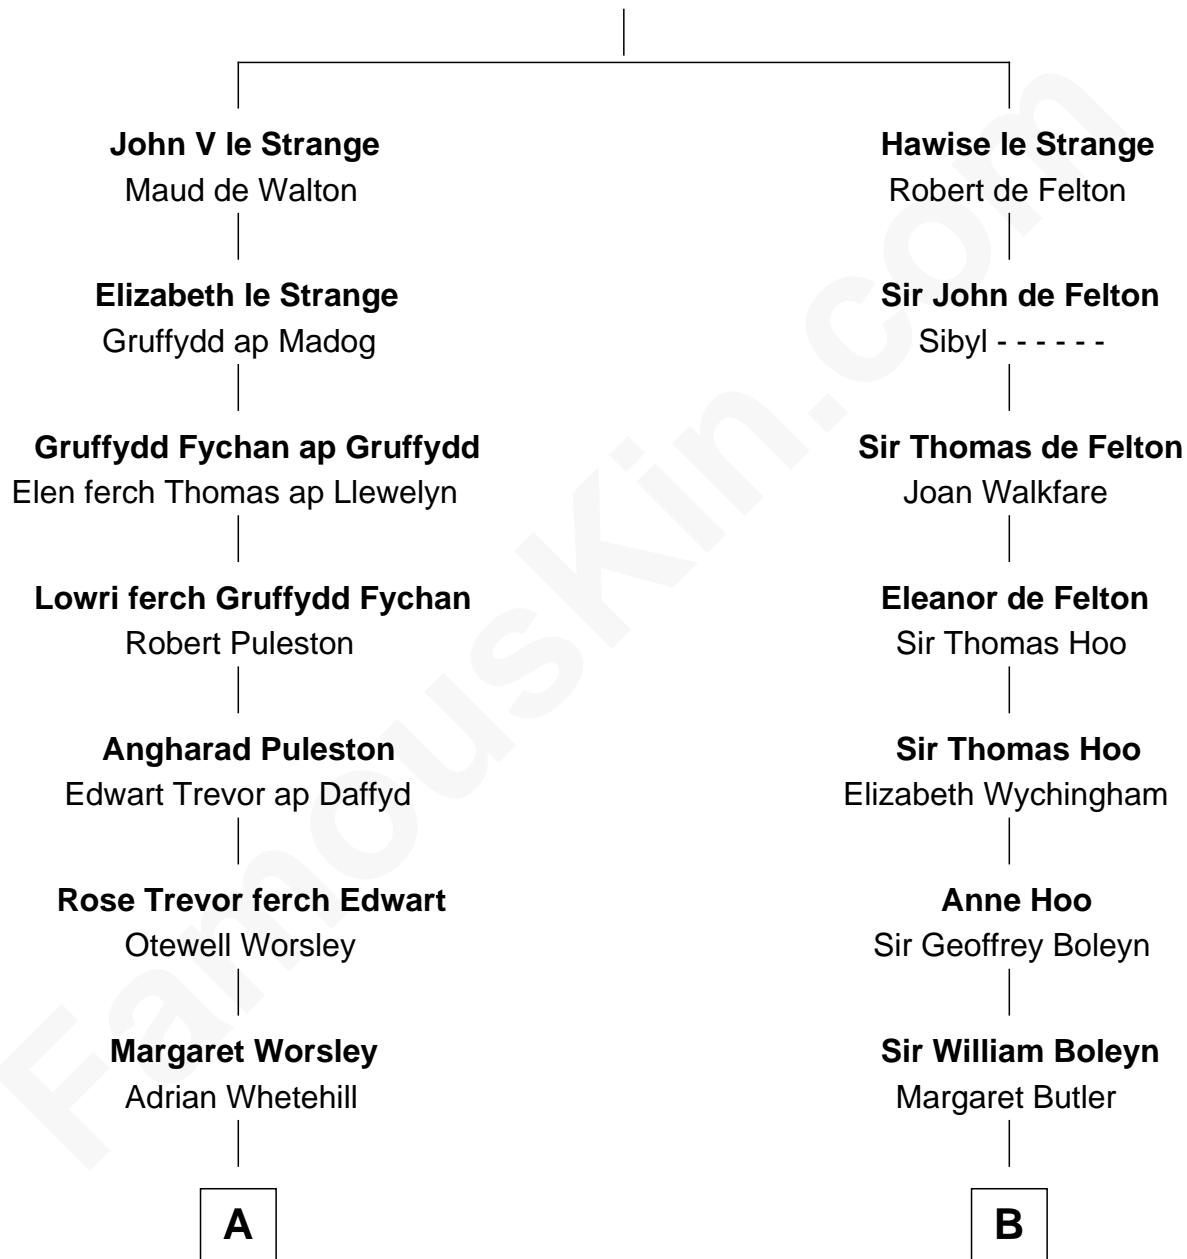 John V le Strange
Maud de Walton
Elizabeth le Strange
Gruffydd ap Madog
Gruffydd Fychan ap Gruffydd
Elen ferch Thomas ap Llewelyn
Lowri ferch Gruffydd Fychan
Robert Puleston
Angharad Puleston
Edwart Trevor ap Daffyd
Rose Trevor ferch Edwart
Otewell Worsley
Margaret Worsley
Adrian Whetehill
A
Hawise le Strange
Robert de Felton
Sir John de Felton
Sibyl - - - - - -
Sir Thomas de Felton
Joan Walkfare
Eleanor de Felton
Sir Thomas Hoo
Sir Thomas Hoo
Elizabeth Wychingham
Anne Hoo
Sir Geoffrey Boleyn
Sir William Boleyn
Margaret Butler
B
FamousKin.com